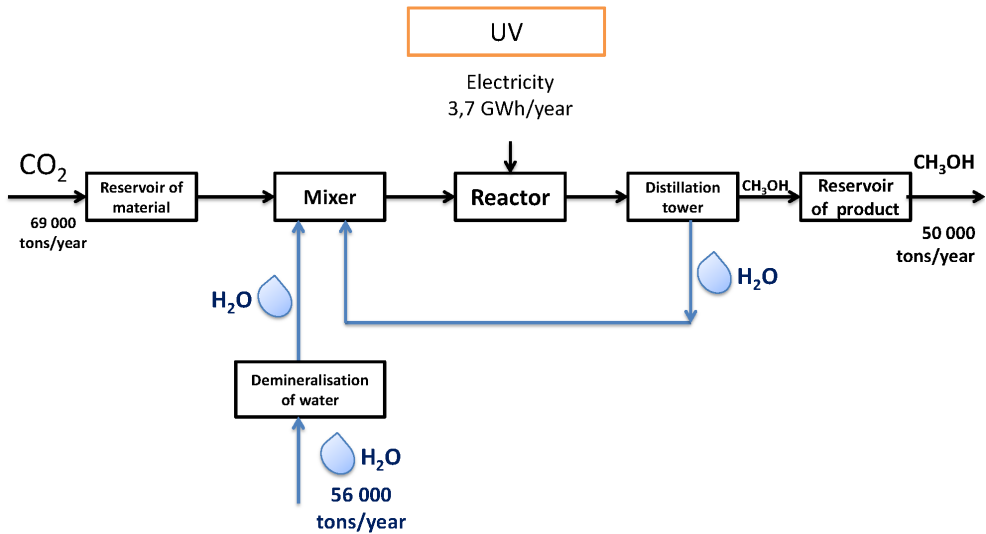 UV
Electricity
3,7 GWh/year
CO₂
69 000
tons/year
Reservoir of
material
Mixer
Reactor
Distillation
tower
CH₃OH
Reservoir
of product
CH₃OH
50 000
tons/year
H₂O
H₂O
Demineralisation
of water
H₂O
56 000
tons/year